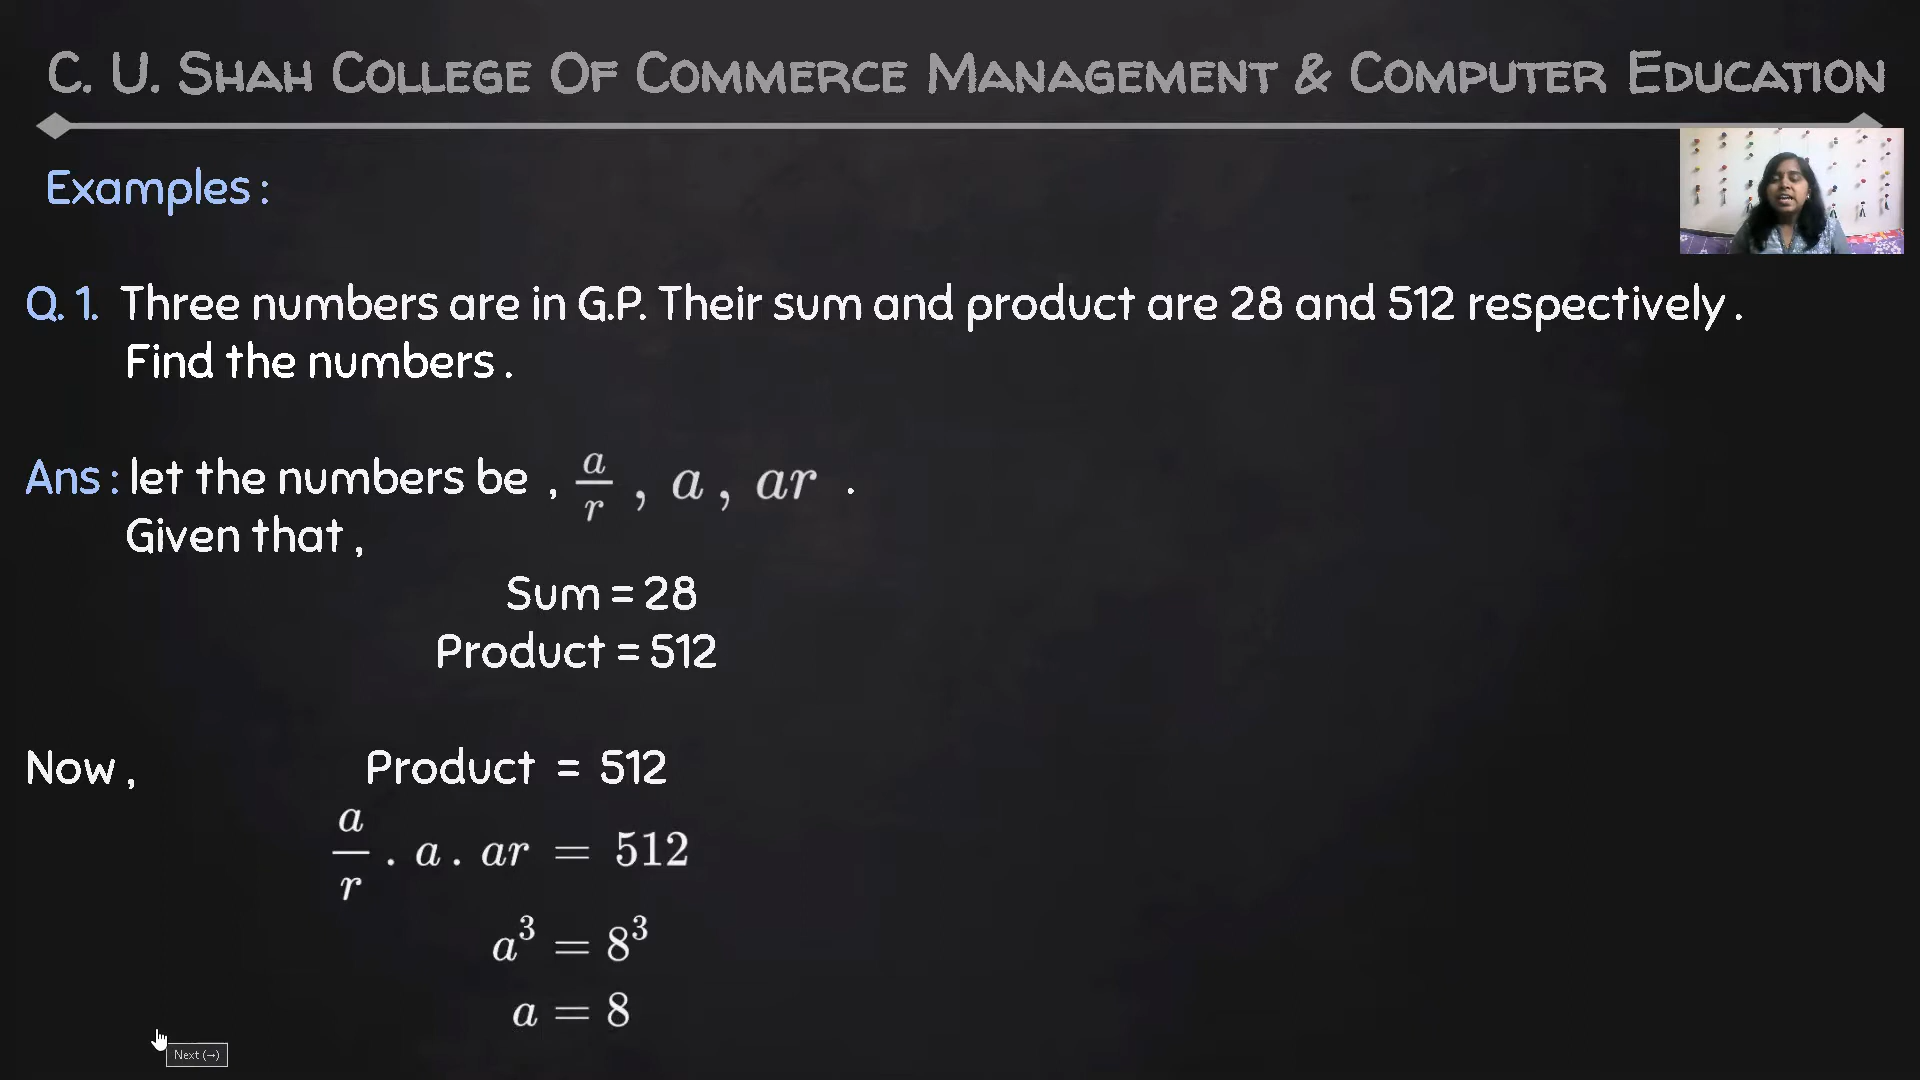 C. U. Shah College Of Commerce Management & Computer Education
Examples :
Q. 1. Three numbers are in G.P. Their sum and product are 28 and 512 respectively .
Find the numbers .
Ans : let the numbers be , a/r , a , ar .
Given that ,
Sum = 28
Product = 512
Now , Product = 512
a/r . a . ar = 512
a³ = 8³
a = 8
Next (→)